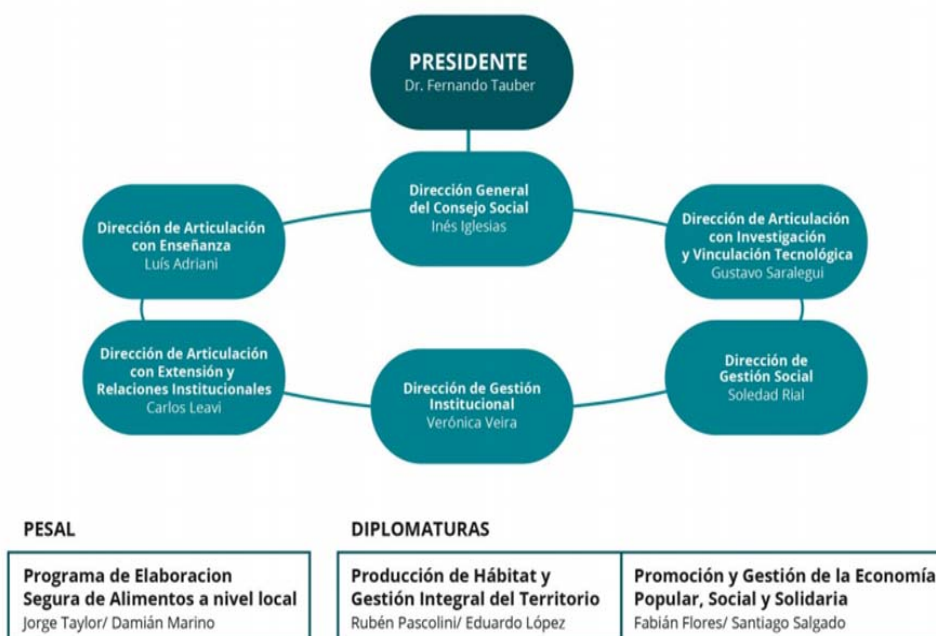 PRESIDENTE
Dr. Fernando Tauber
Dirección General
del Consejo Social
Inés Iglesias
Dirección de Articulación
con Enseñanza
Luís Adriani
Dirección de Articulación
con Investigación
y Vinculación Tecnológica
Gustavo Saralegui
Dirección de Articulación
con Extensión y
Relaciones Institucionales
Carlos Leavi
Dirección de Gestión
Institucional
Verónica Veira
Dirección de
Gestión Social
Soledad Rial
PESAL
Programa de Elaboracion
Segura de Alimentos a nivel local
Jorge Taylor/ Damián Marino
DIPLOMATURAS
Producción de Hábitat y
Gestión Integral del Territorio
Rubén Pascolini/ Eduardo López
Promoción y Gestión de la Economía
Popular, Social y Solidaria
Fabián Flores/ Santiago Salgado